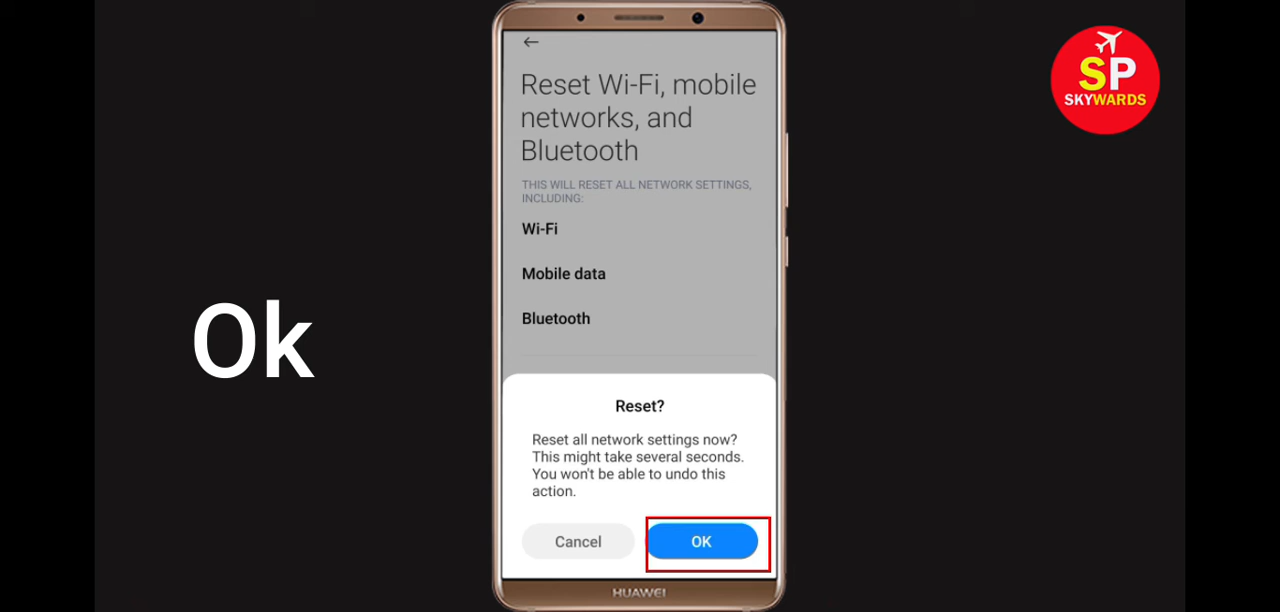 ←
Reset Wi-Fi, mobile
networks, and
Bluetooth
THIS WILL RESET ALL NETWORK SETTINGS,
INCLUDING:
Wi-Fi
Mobile data
Bluetooth
Reset?
Reset all network settings now?
This might take several seconds.
You won't be able to undo this
action.
Cancel OK
HUAWEI
Ok
SP
SKYWARDS